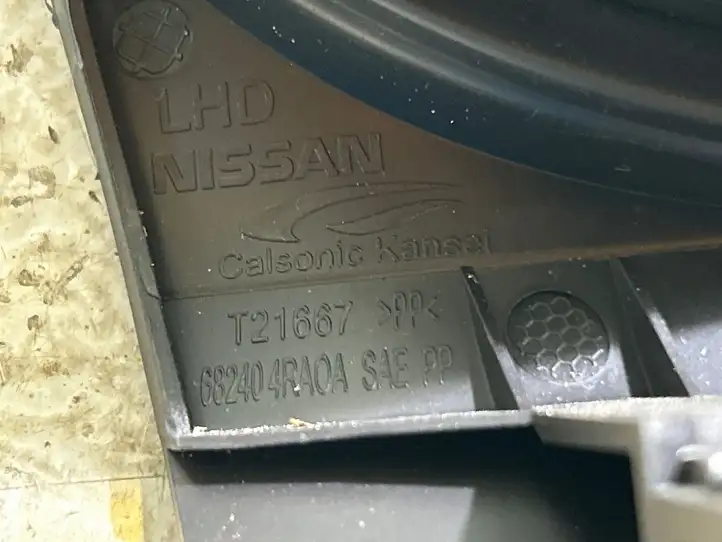 LHD
NISSAN
Calsonic Kansei
T21667 >PP<
68240 4RA0A SAE PP